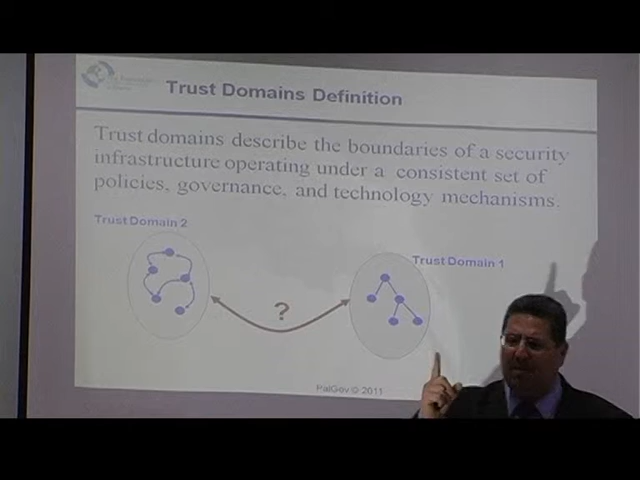 Trust Domains Definition
Trust domains describe the boundaries of a security
infrastructure operating under a consistent set of
policies, governance, and technology mechanisms.
Trust Domain 2
Trust Domain 1
?
PalGov © 2011